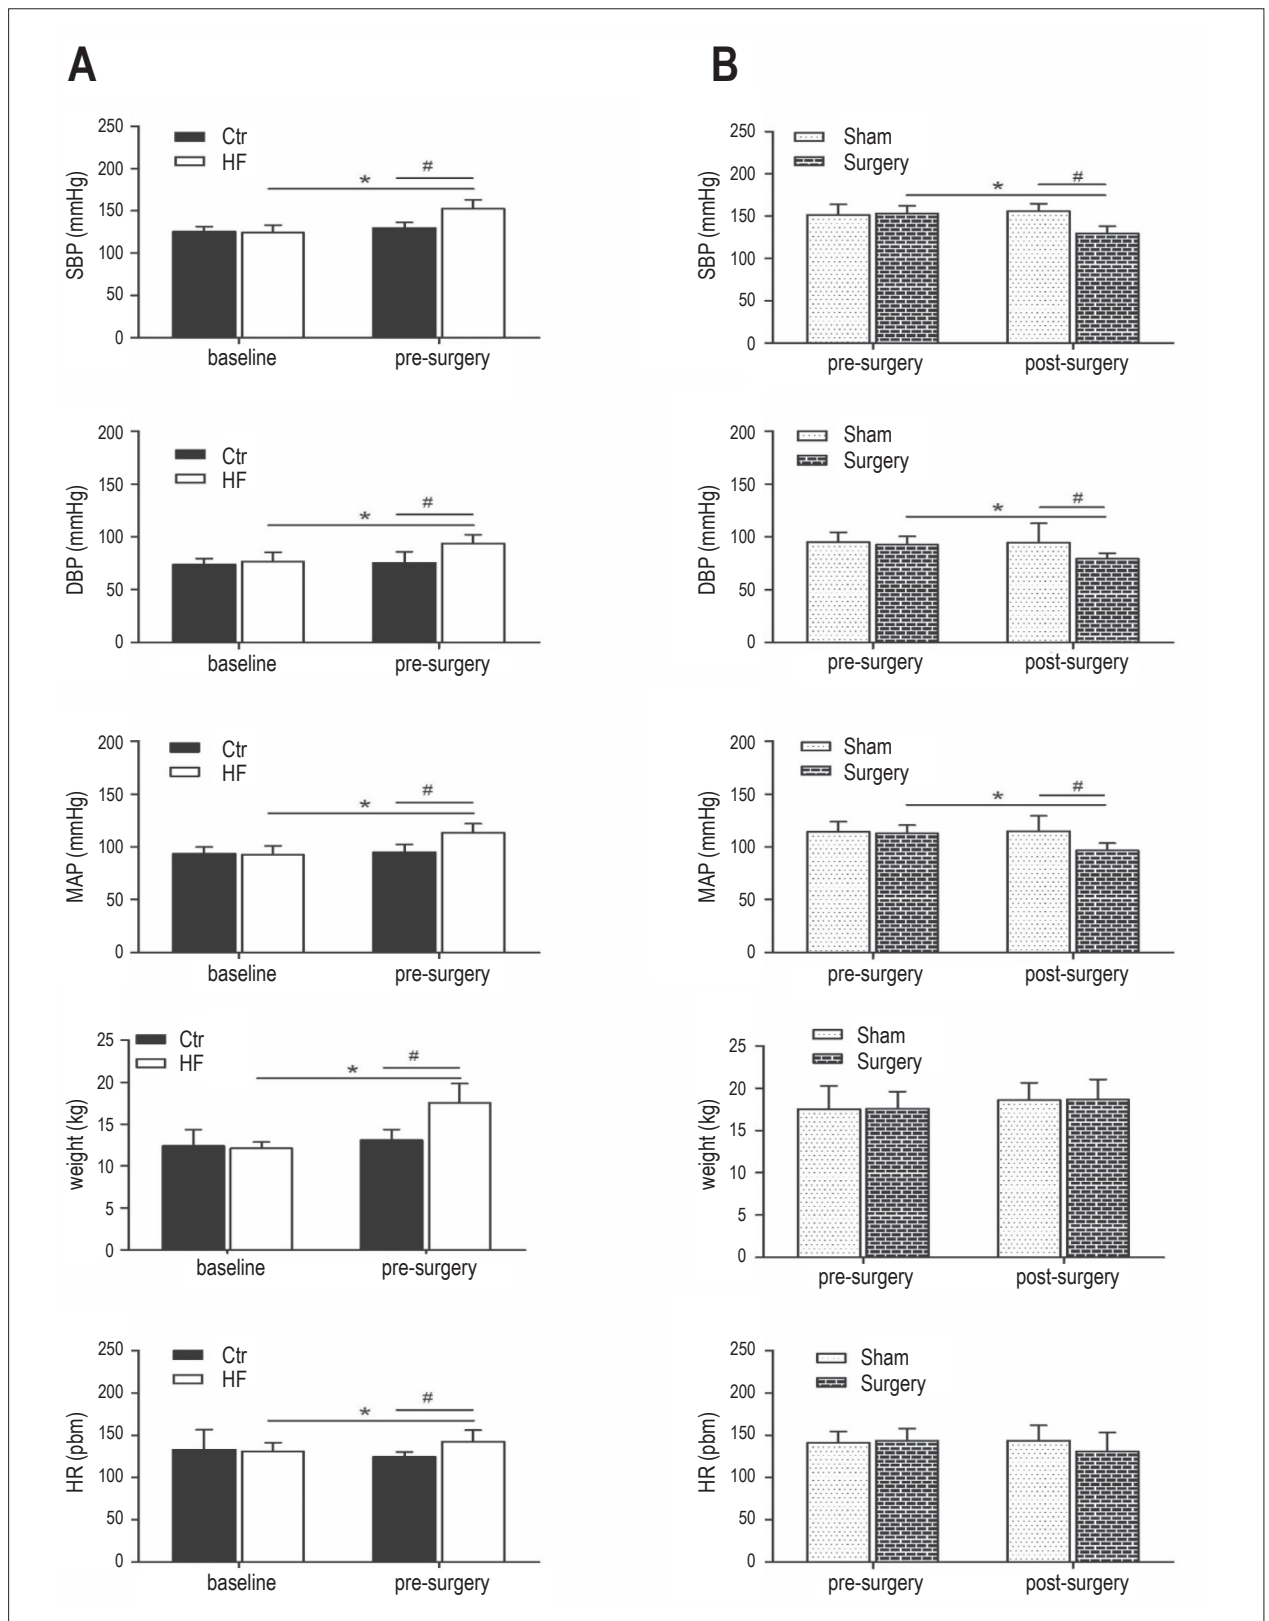 A
250
200
150
100
50
0
SBP (mmHg)
Ctr
HF
*
#
baseline
pre-surgery
200
150
100
50
0
DBP (mmHg)
Ctr
HF
*
#
baseline
pre-surgery
200
150
100
50
0
MAP (mmHg)
Ctr
HF
*
#
baseline
pre-surgery
25
20
15
10
5
0
weight (kg)
Ctr
HF
*
#
baseline
pre-surgery
250
200
150
100
50
0
HR (pbm)
Ctr
HF
*
#
baseline
pre-surgery
B
250
200
150
100
50
0
SBP (mmHg)
Sham
Surgery
*
#
pre-surgery
post-surgery
200
150
100
50
0
DBP (mmHg)
Sham
Surgery
*
#
pre-surgery
post-surgery
200
150
100
50
0
MAP (mmHg)
Sham
Surgery
*
#
pre-surgery
post-surgery
25
20
15
10
5
0
weight (kg)
Sham
Surgery
pre-surgery
post-surgery
250
200
150
100
50
0
HR (pbm)
Sham
Surgery
pre-surgery
post-surgery